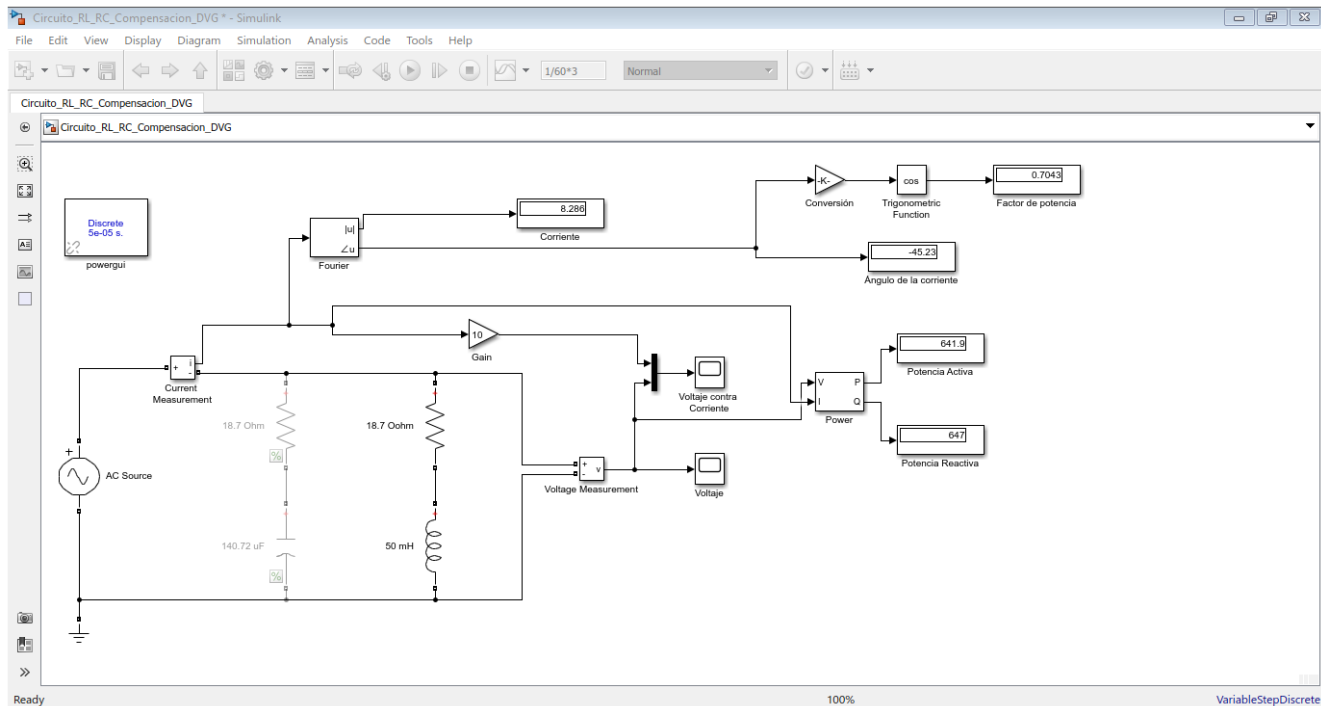 Circuito_RL_RC_Compensacion_DVG * - Simulink
File Edit View Display Diagram Simulation Analysis Code Tools Help
1/60*3 Normal
Circuito_RL_RC_Compensacion_DVG
Circuito_RL_RC_Compensacion_DVG
Discrete
5e-05 s.
powergui
|u|
∠u
Fourier
8.286
Corriente
-K-
Conversión
cos
Trigonometric
Function
0.7043
Factor de potencia
-45.23
Ángulo de la corriente
10
Gain
i
+
-
Current
Measurement
Voltaje contra
Corriente
V P
I Q
Power
641.9
Potencia Activa
647
Potencia Reactiva
18.7 Ohm
%
18.7 Oohm
+
AC Source
+
- v
Voltage Measurement
Voltaje
140.72 uF
%
50 mH
Ready 100% VariableStepDiscrete